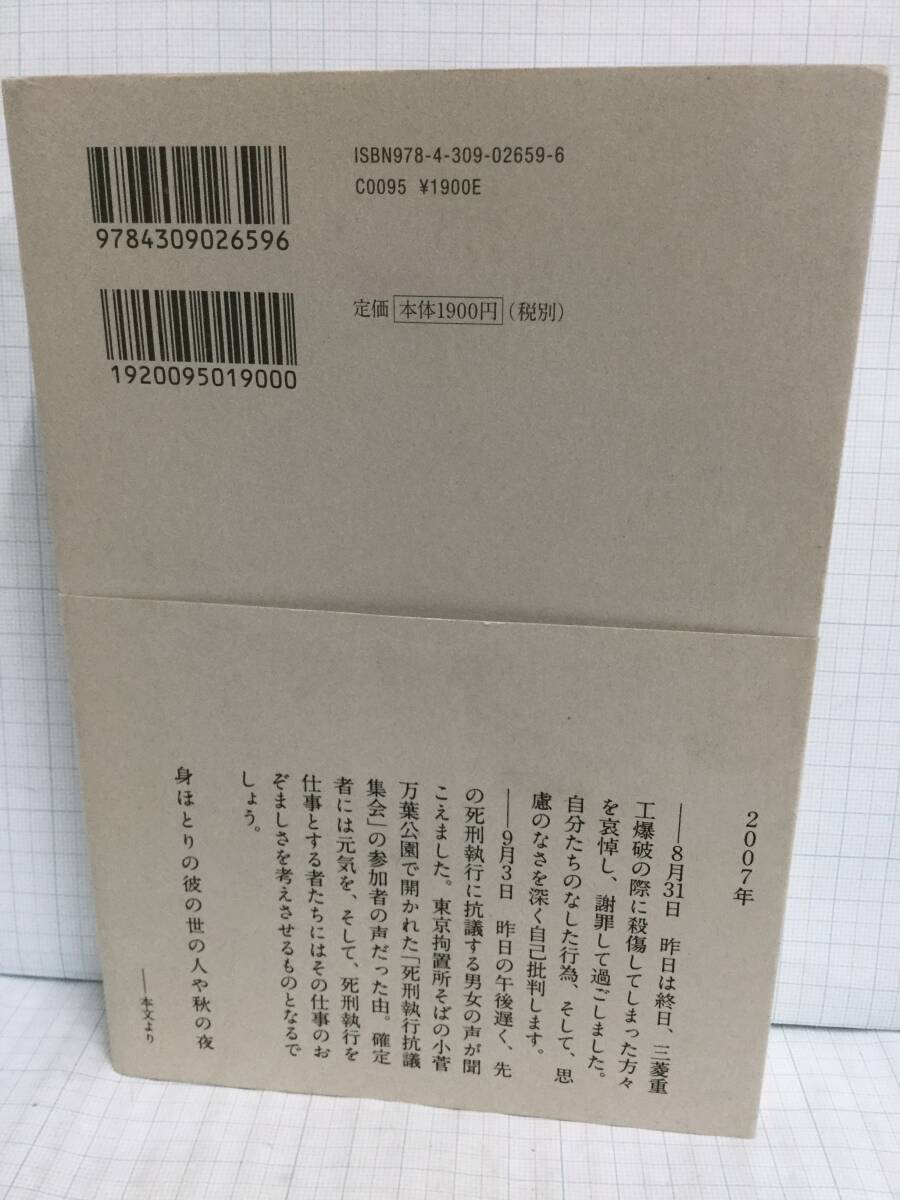 ISBN978-4-309-02659-6
C0095 ¥1900E
9784309026596
定価 本体1900円（税別）
1920095019000
2007年
――8月31日　昨日は終日、三菱重
工爆破の際に殺傷してしまった方々
を哀悼し、謝罪して過ごしました。
自分たちのなした行為、そして、思
慮のなさを深く自己批判します。
――9月3日　昨日の午後遅く、先
の死刑執行に抗議する男女の声が聞
こえました。東京拘置所そばの小菅
万葉公園で開かれた「死刑執行抗議
集会」の参加者の声だった由。確定
者には元気を、そして、死刑執行を
仕事とする者たちにはその仕事のお
ぞましさを考えさせるものとなるで
しょう。
身ほとりの彼の世の人や秋の夜
――本文より